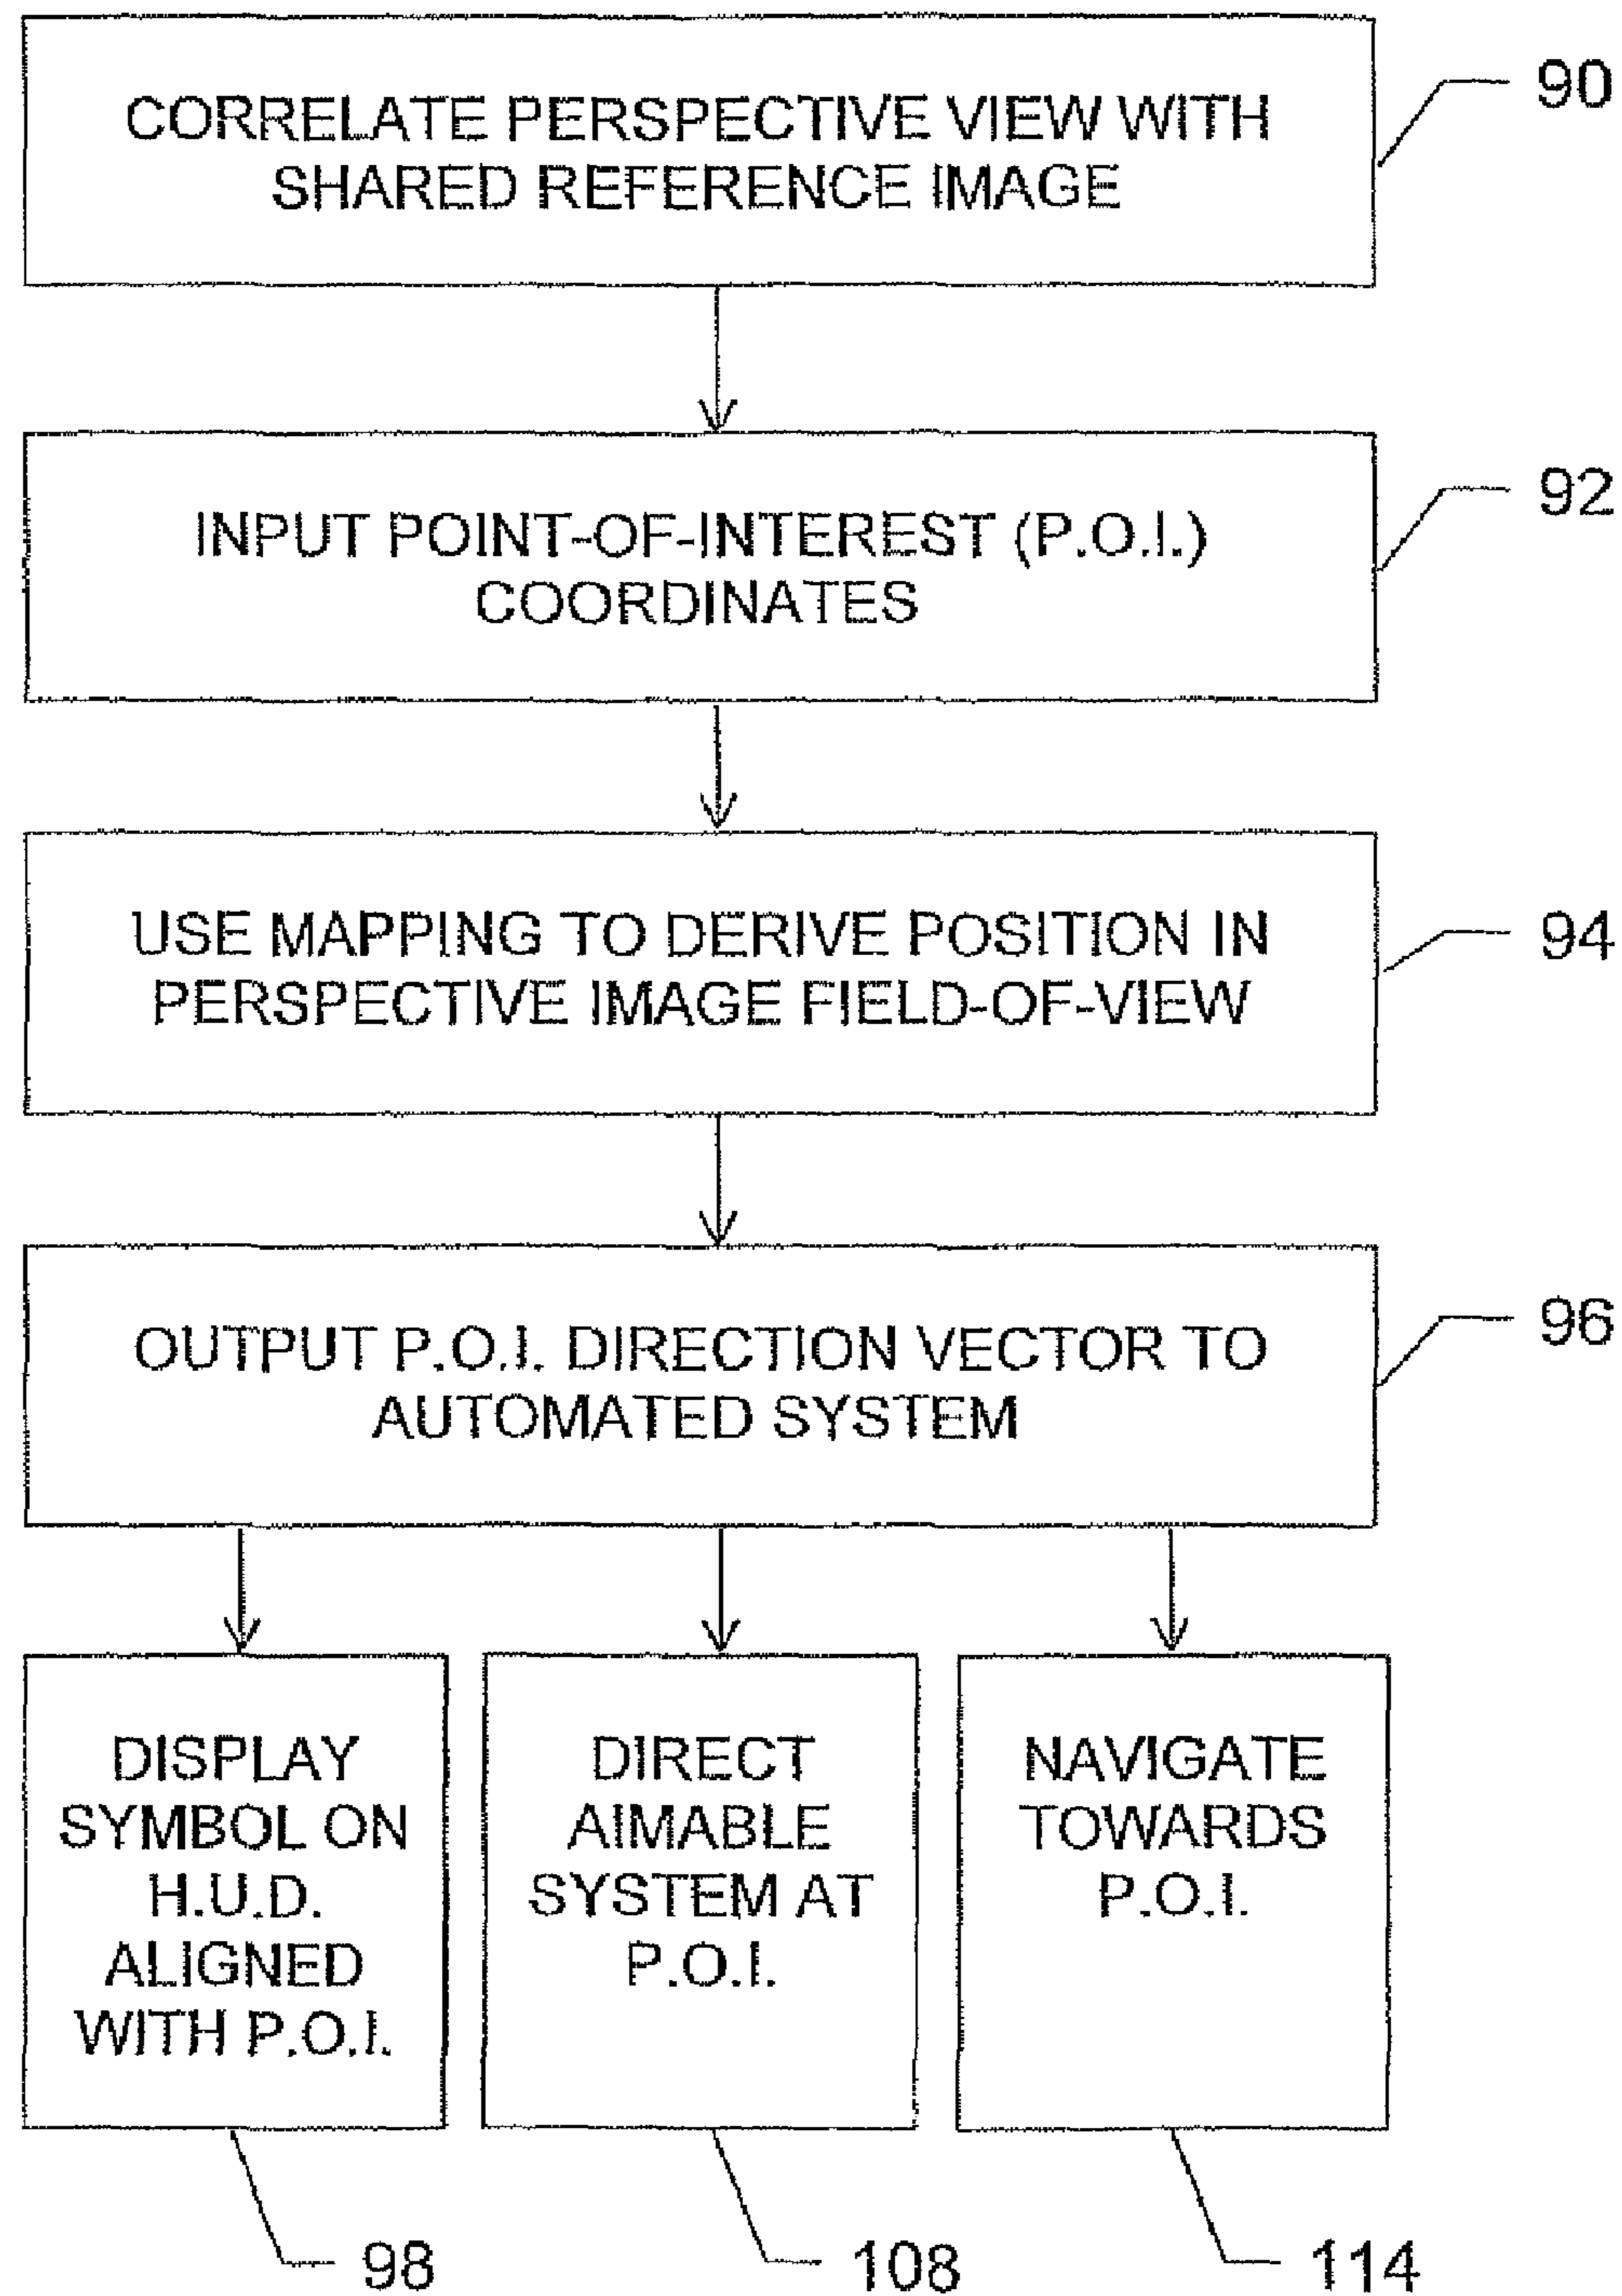 CORRELATE PERSPECTIVE VIEW WITH
SHARED REFERENCE IMAGE
90
INPUT POINT-OF-INTEREST (P.O.I.)
COORDINATES
92
USE MAPPING TO DERIVE POSITION IN
PERSPECTIVE IMAGE FIELD-OF-VIEW
94
OUTPUT P.O.I. DIRECTION VECTOR TO
AUTOMATED SYSTEM
96
DISPLAY
SYMBOL ON
H.U.D.
ALIGNED
WITH P.O.I.
98
DIRECT
AIMABLE
SYSTEM AT
P.O.I.
108
NAVIGATE
TOWARDS
P.O.I.
114